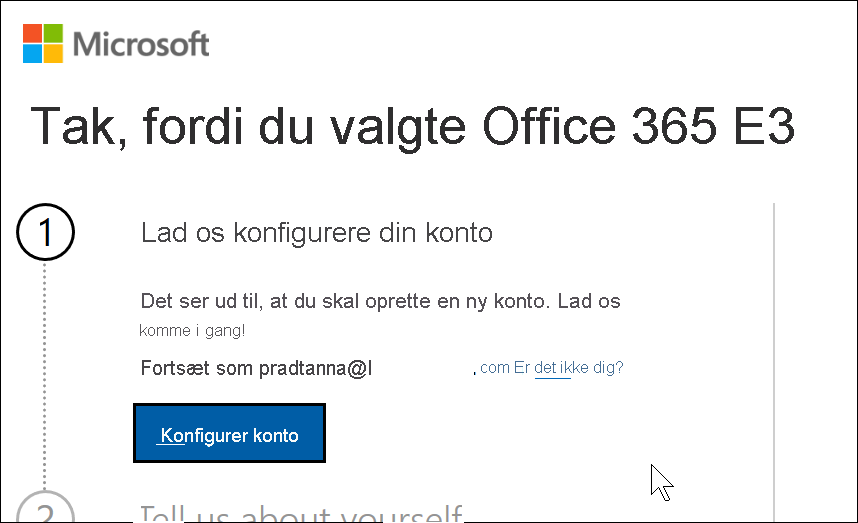 Microsoft
Tak, fordi du valgte Office 365 E3
1
Lad os konfigurere din konto
Det ser ud til, at du skal oprette en ny konto. Lad os
komme i gang!
Fortsæt som pradtanna@l .com Er det ikke dig?
Konfigurer konto
2
Tell us about yourself